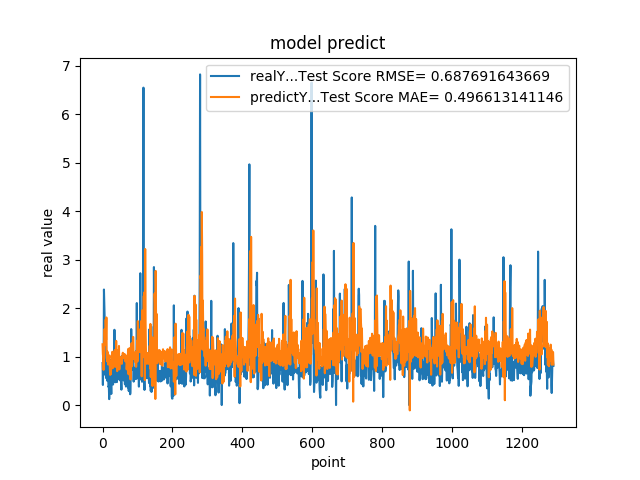 model predict
realY...Test Score RMSE= 0.687691643669
predictY...Test Score MAE= 0.496613141146
7
6
5
4
3
2
1
0
real value
0 200 400 600 800 1000 1200
point